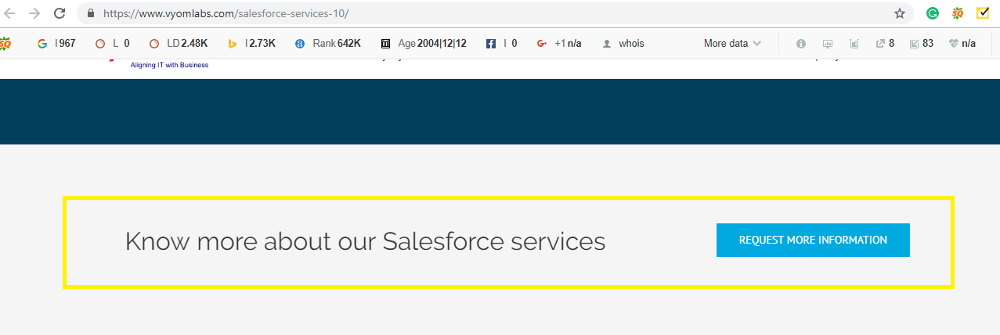 https://www.vyomlabs.com/salesforce-services-10/
SQ I 967 L 0 LD 2.48K I 2.73K Rank 642K Age 2004|12|12 I 0 +1 n/a whois More data 8 83 n/a
Aligning IT with Business
Know more about our Salesforce services
REQUEST MORE INFORMATION